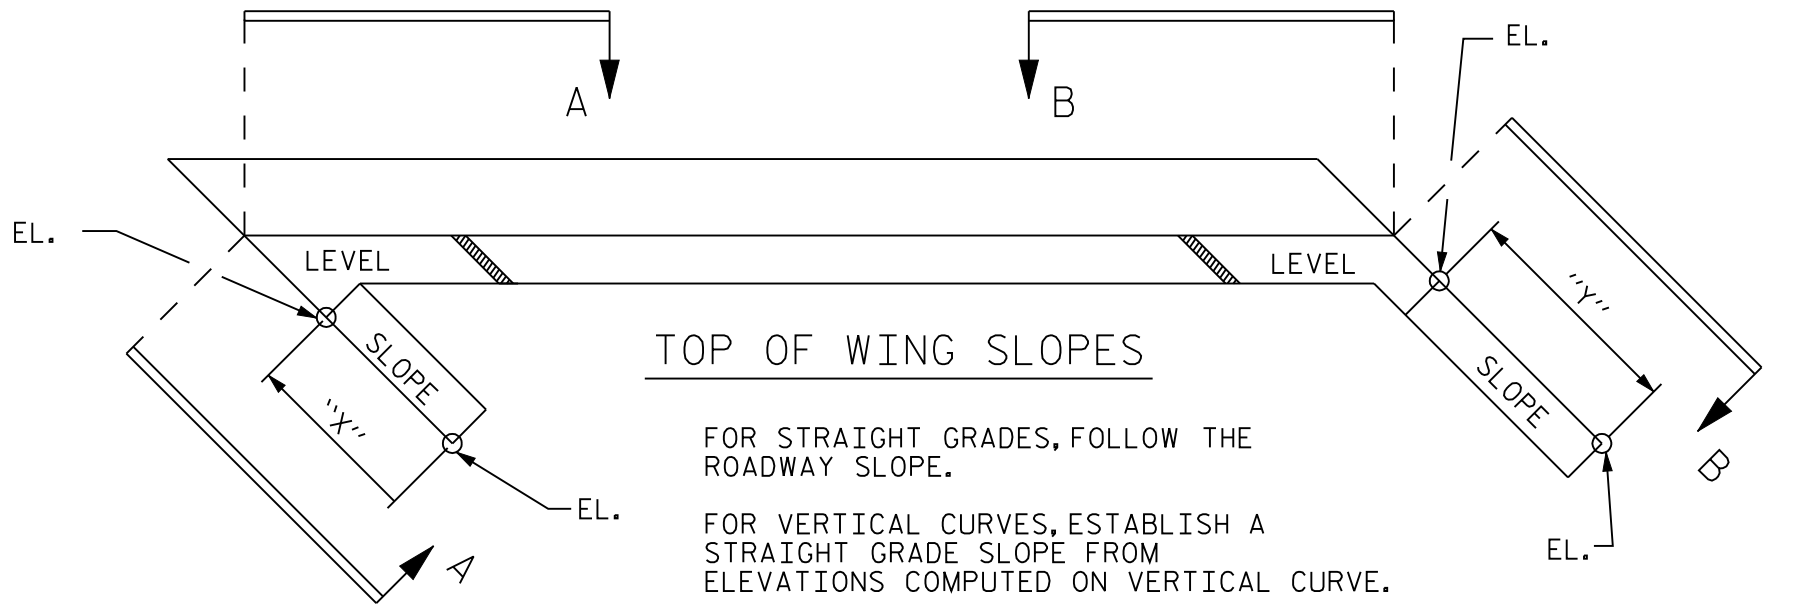 EL.
A
B
EL.
LEVEL
LEVEL
"Y"
SLOPE
TOP OF WING SLOPES
SLOPE
"X"
FOR STRAIGHT GRADES, FOLLOW THE
ROADWAY SLOPE.
B
EL.
FOR VERTICAL CURVES, ESTABLISH A
STRAIGHT GRADE SLOPE FROM
ELEVATIONS COMPUTED ON VERTICAL CURVE.
EL.
A